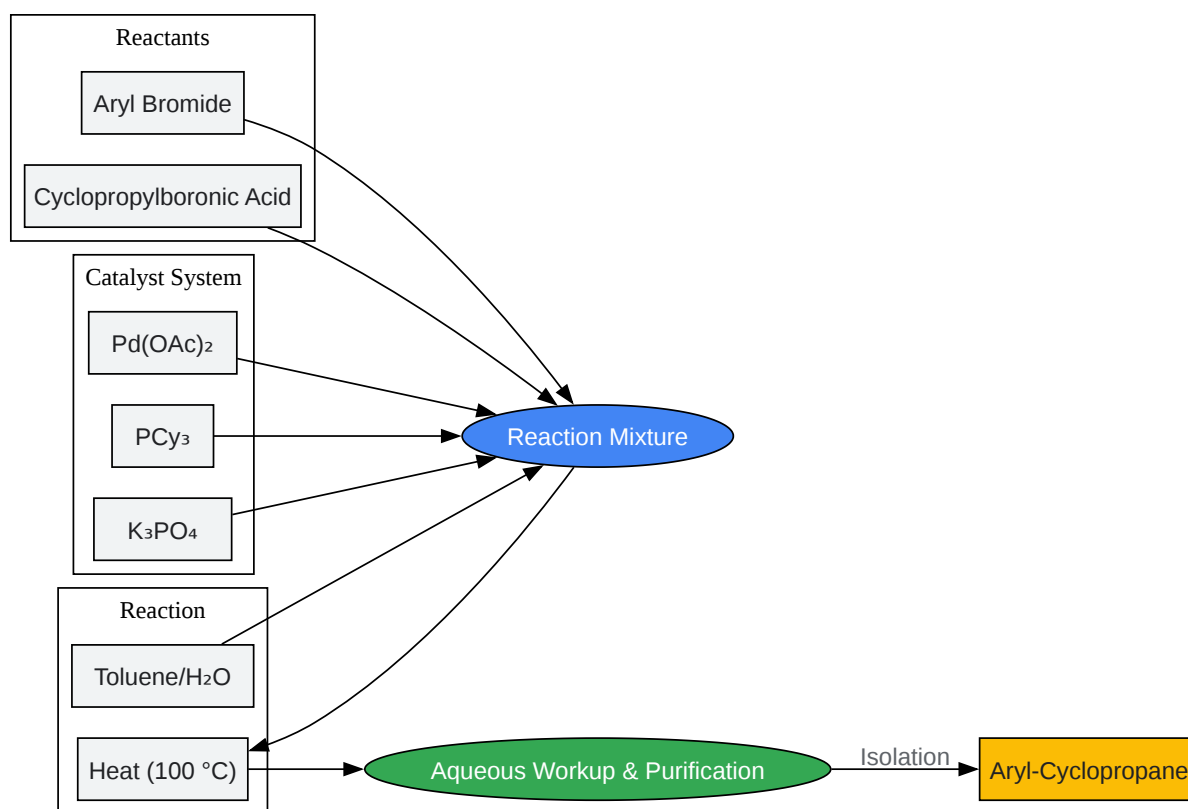 Reactants
Aryl Bromide
Cyclopropylboronic Acid
Catalyst System
Pd(OAc)₂
PCy₃
K₃PO₄
Reaction Mixture
Reaction
Toluene/H₂O
Heat (100 °C)
Aqueous Workup & Purification
Isolation
Aryl-Cyclopropane